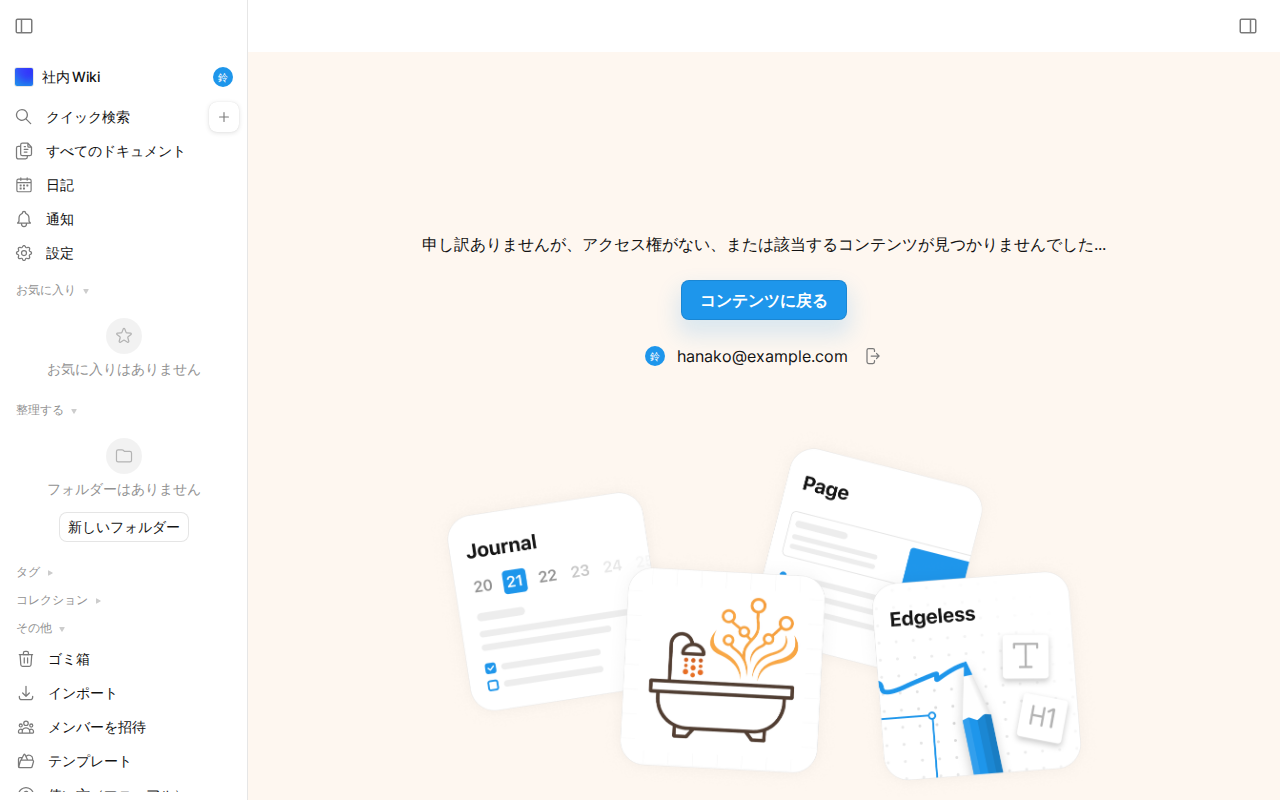 社内 Wiki
鈴
クイック検索
すべてのドキュメント
日記
通知
設定
お気に入り
お気に入りはありません
整理する
フォルダーはありません
新しいフォルダー
タグ
コレクション
その他
ゴミ箱
インポート
メンバーを招待
テンプレート
申し訳ありませんが、アクセス権がない、または該当するコンテンツが見つかりませんでした...
コンテンツに戻る
鈴 hanako@example.com
Journal
20 21 22 23 24
Page
Edgeless
T
H1